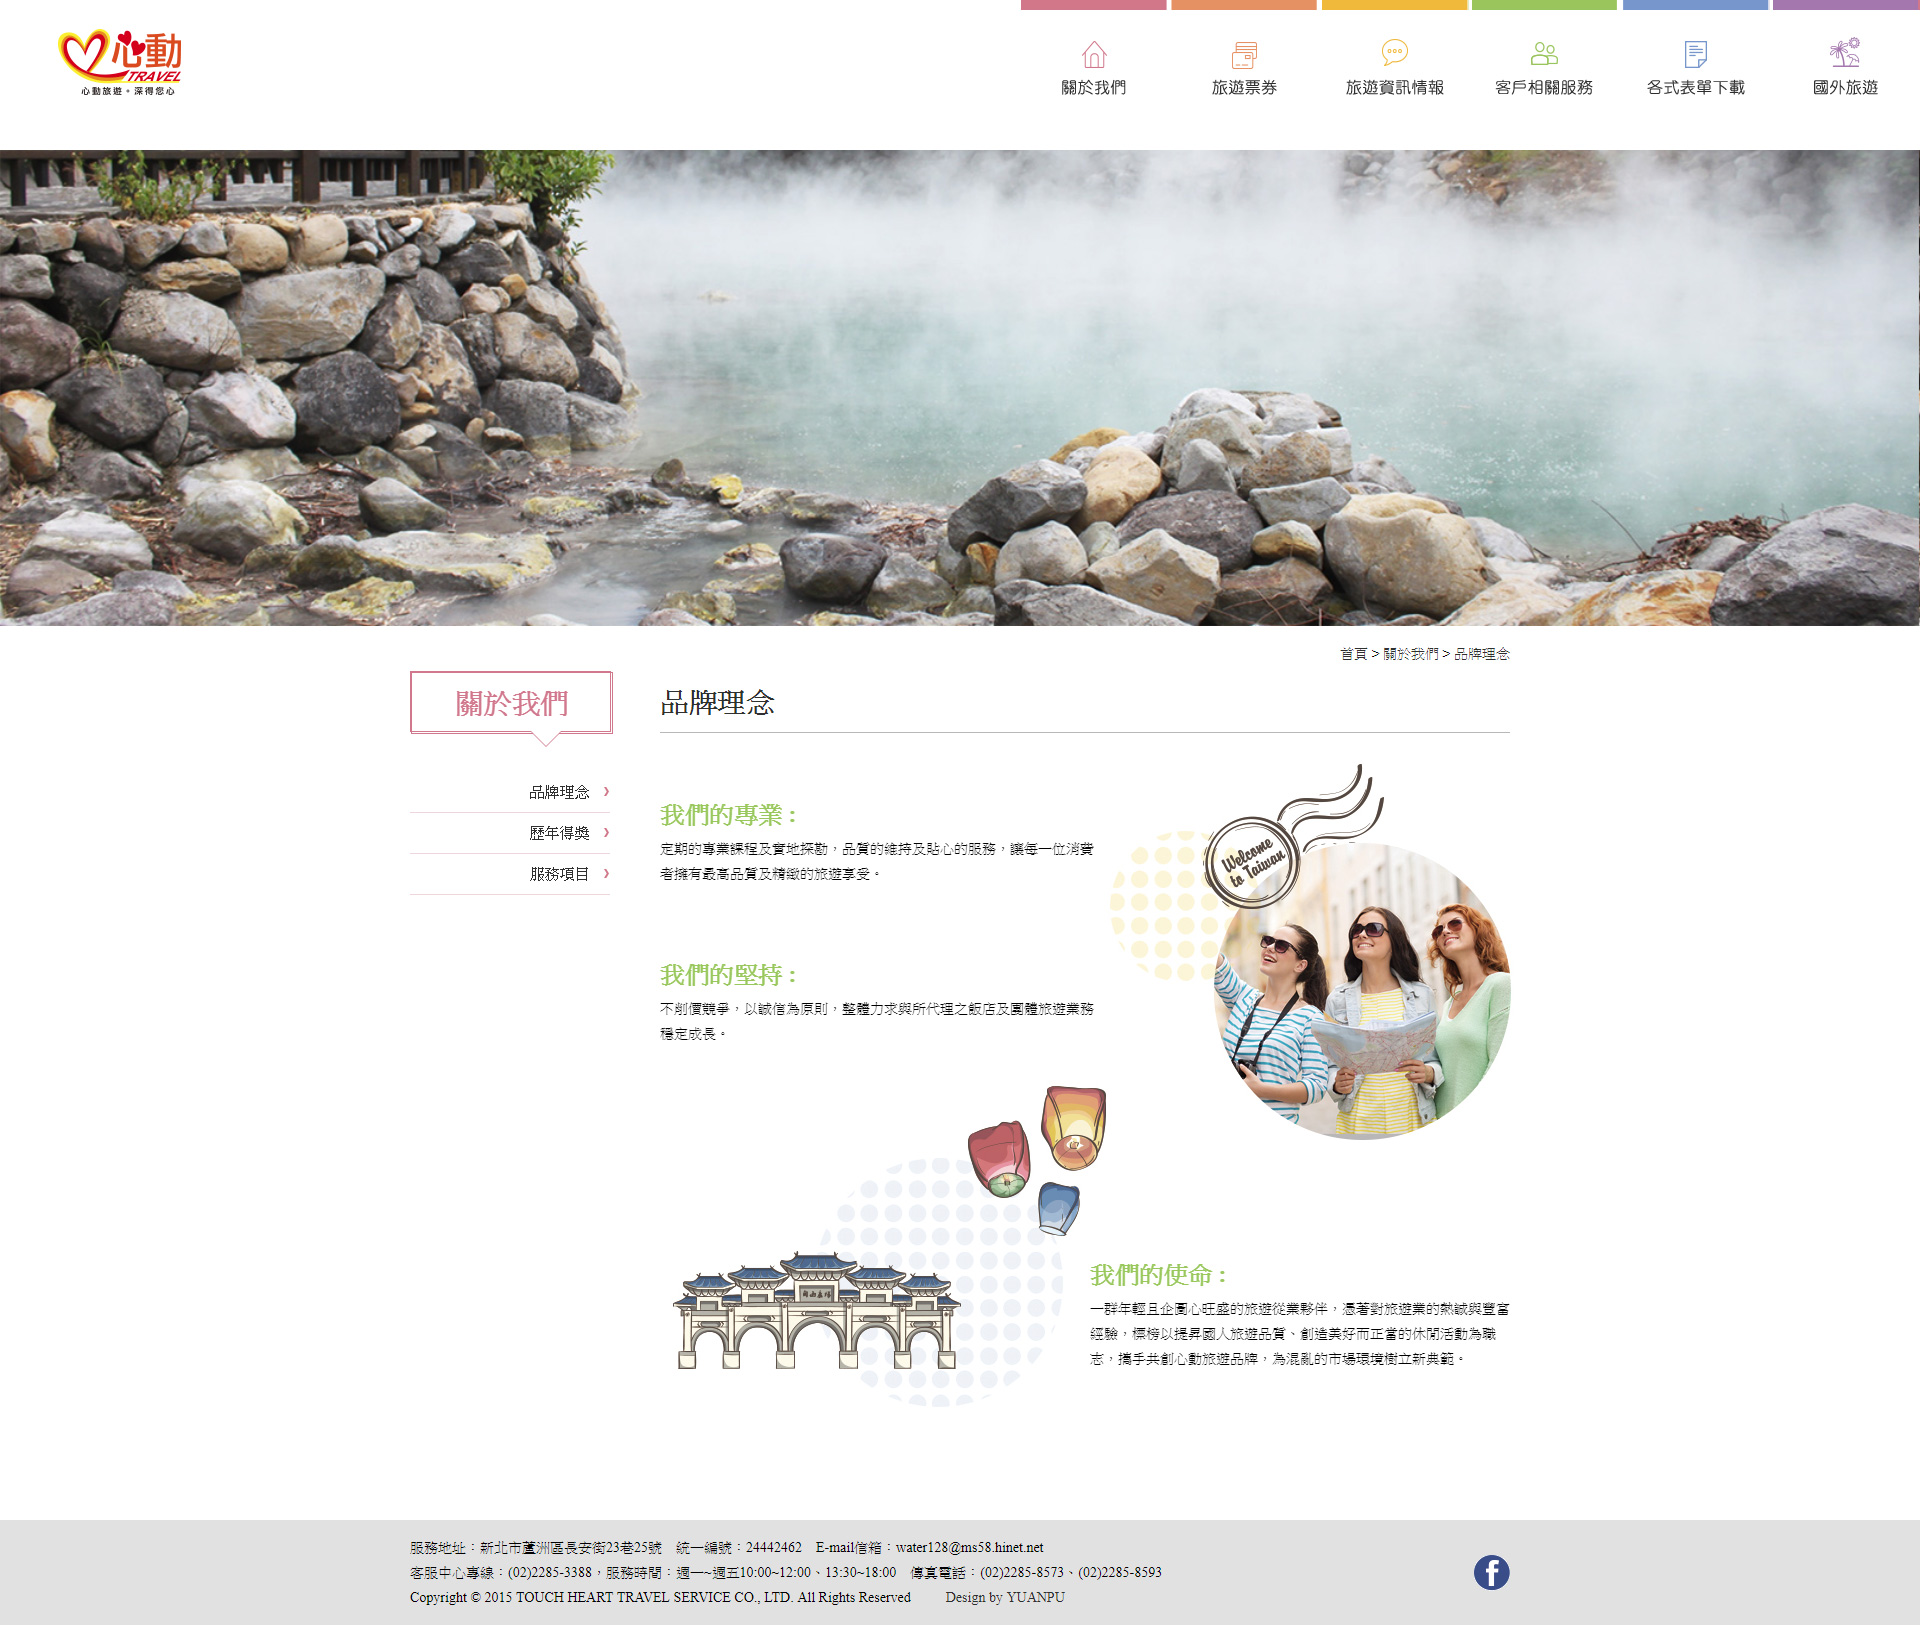 心動
TRAVEL
心動旅遊。深得您心
關於我們
旅遊票券
旅遊資訊情報
客戶相關服務
各式表單下載
國外旅遊
首頁 > 關於我們 > 品牌理念
關於我們
品牌理念
歷年得獎
服務項目
品牌理念
我們的專業 :
定期的專業課程及實地探勘，品質的維持及貼心的服務，讓每一位消費
者擁有最高品質及精緻的旅遊享受。
Welcome
to Taiwan
我們的堅持 :
不削價競爭，以誠信為原則，整體力求與所代理之飯店及團體旅遊業務
穩定成長。
我們的使命 :
一群年輕且企圖心旺盛的旅遊從業夥伴，憑著對旅遊業的熱誠與豐富
經驗，標榜以提昇國人旅遊品質、創造美好而正當的休閒活動為職
志，攜手共創心動旅遊品牌，為混亂的市場環境樹立新典範。
服務地址：新北市蘆洲區長安街23巷25號　統一編號：24442462　E-mail信箱：water128@ms58.hinet.net
客服中心專線：(02)2285-3388，服務時間：週一~週五10:00~12:00、13:30~18:00　傳真電話：(02)2285-8573、(02)2285-8593
Copyright © 2015 TOUCH HEART TRAVEL SERVICE CO., LTD. All Rights Reserved　Design by YUANPU